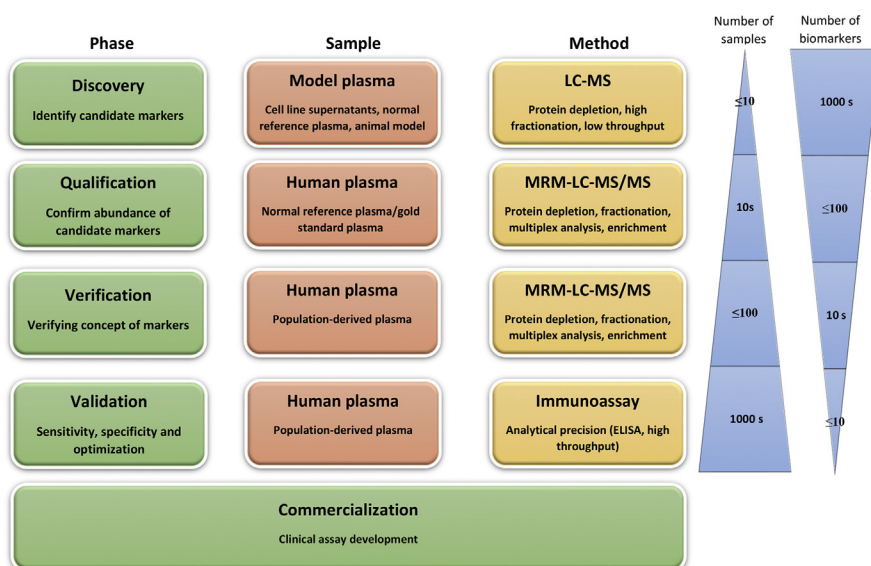 Number of
samples
Number of
biomarkers
Phase
Sample
Method
Discovery
Identify candidate markers
Model plasma
Cell line supernatants, normal
reference plasma, animal model
LC-MS
Protein depletion, high
fractionation, low throughput
≤10
1000 s
Qualification
Confirm abundance of
candidate markers
Human plasma
Normal reference plasma/gold
standard plasma
MRM-LC-MS/MS
Protein depletion, fractionation,
multiplex analysis, enrichment
10s
≤100
Verification
Verifying concept of markers
Human plasma
Population-derived plasma
MRM-LC-MS/MS
Protein depletion, fractionation,
multiplex analysis, enrichment
≤100
10 s
Validation
Sensitivity, specificity and
optimization
Human plasma
Population-derived plasma
Immunoassay
Analytical precision (ELISA, high
throughput)
1000 s
≤10
Commercialization
Clinical assay development